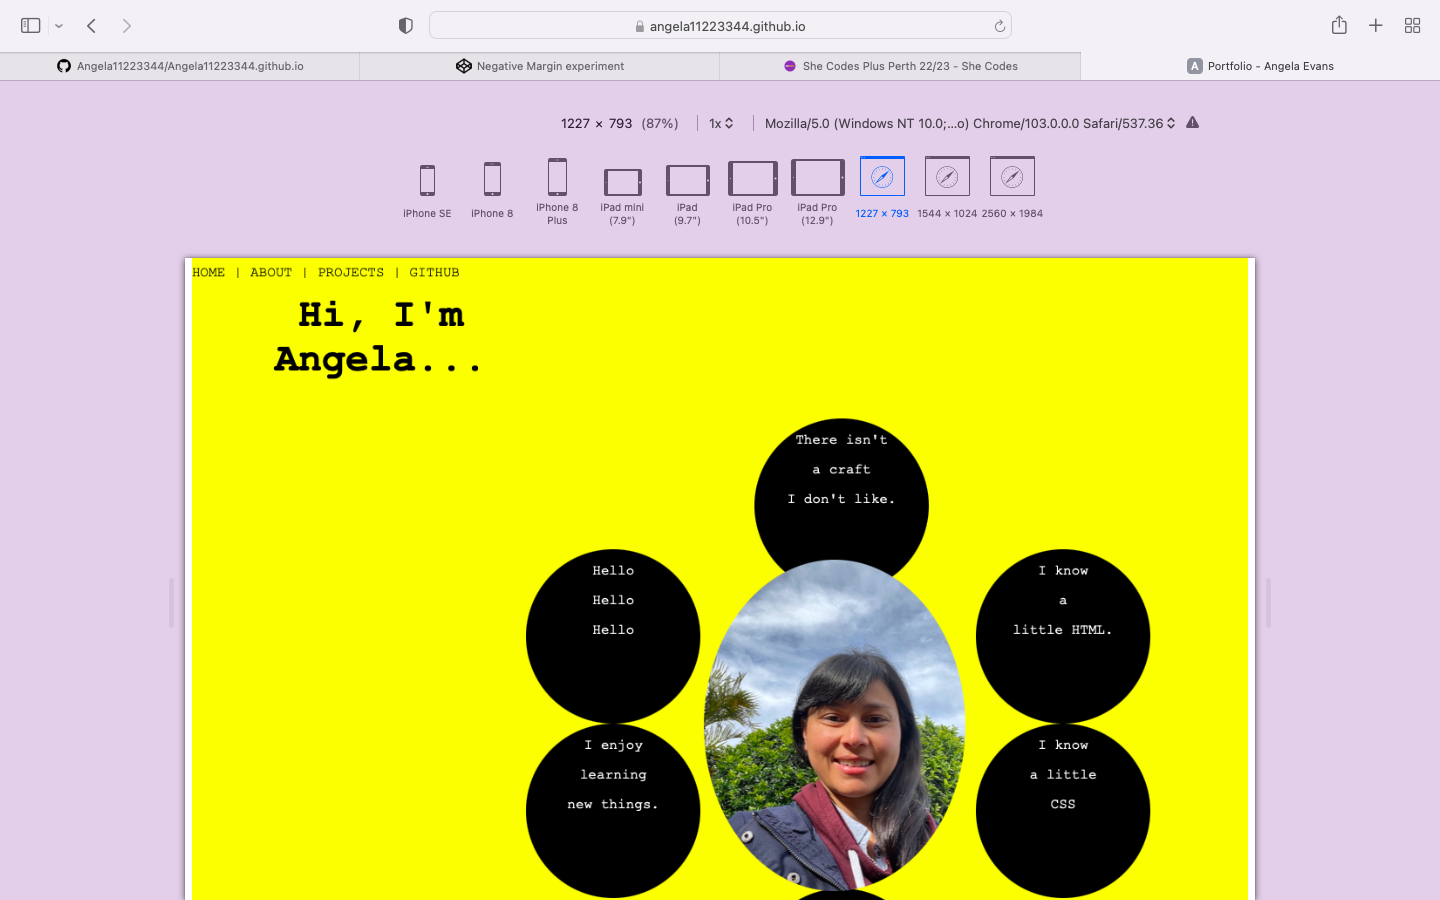 angela11223344.github.io
Angela11223344/Angela11223344.github.io
Negative Margin experiment
She Codes Plus Perth 22/23 - She Codes
A Portfolio - Angela Evans
1227 × 793 (87%) 1x Mozilla/5.0 (Windows NT 10.0;...o) Chrome/103.0.0.0 Safari/537.36
iPhone SE
iPhone 8
iPhone 8
Plus
iPad mini
(7.9")
iPad
(9.7")
iPad Pro
(10.5")
iPad Pro
(12.9")
1227 × 793
1544 × 1024
2560 × 1984
HOME | ABOUT | PROJECTS | GITHUB
Hi, I'm
Angela...
There isn't
a craft
I don't like.
Hello
Hello
Hello
I know
a
little HTML.
I enjoy
learning
new things.
I know
a little
CSS